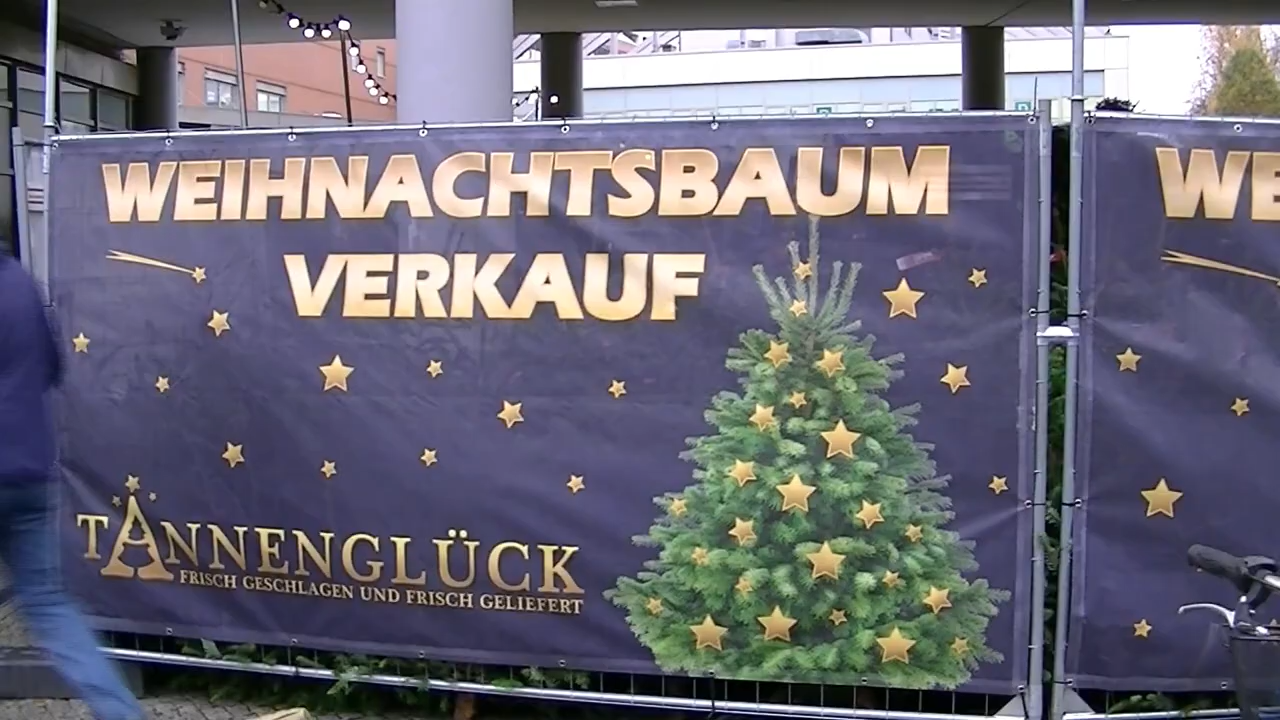 WEIHNACHTSBAUM
VERKAUF
TANNENGLÜCK
FRISCH GESCHLAGEN UND FRISCH GELIEFERT
WE